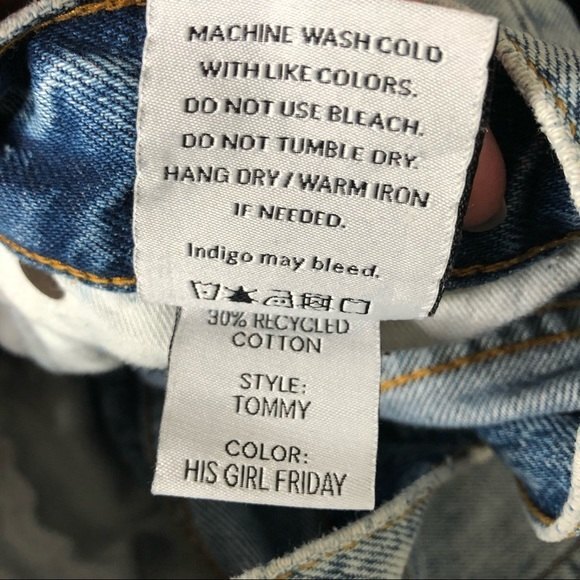 MACHINE WASH COLD
WITH LIKE COLORS.
DO NOT USE BLEACH.
DO NOT TUMBLE DRY.
HANG DRY / WARM IRON
IF NEEDED.
Indigo may bleed.
30% RECYCLED
COTTON
STYLE:
TOMMY
COLOR:
HIS GIRL FRIDAY